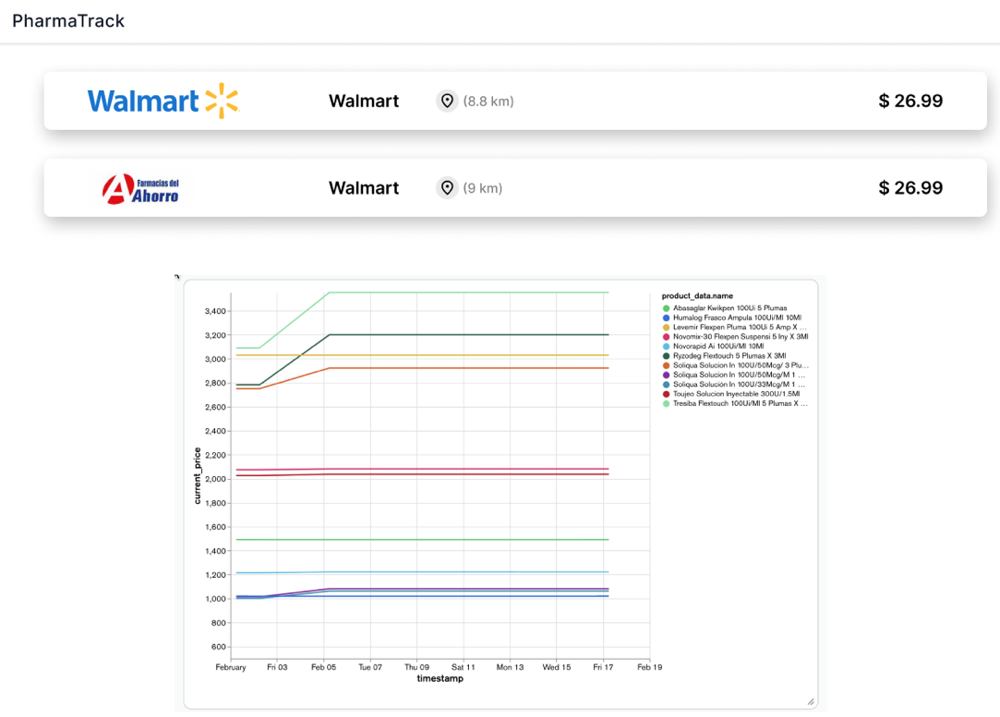 PharmaTrack
Walmart Walmart (8.8 km) $ 26.99
Farmacias del
Ahorro Walmart (9 km) $ 26.99
product_data.name
Abasaglar Kwikpen 100Ui 5 Plumas
Humalog Frasco Ampula 100Ui/Ml 10Ml
Levemir Flexpen Pluma 100Ui 5 Amp X ...
Novomix-30 Flexpen Suspensi 5 Iny X 3Ml
Novorapid Ai 100Ui/Ml 10Ml
Ryzodeg Flextouch 5 Plumas X 3Ml
Soliqua Solucion In 100U/50Mcg/ 3 Plu...
Soliqua Solucion In 100U/50Mcg/M 1 ...
Soliqua Solución In 100U/33Mcg/M 1 ...
Toujeo Solucion Inyectable 300U/1.5Ml
Tresiba Flextouch 100Ui/Ml 5 Plumas X ...
current_price
3,400
3,200
3,000
2,800
2,600
2,400
2,200
2,000
1,800
1,600
1,400
1,200
1,000
800
600
February Fri 03 Feb 05 Tue 07 Thu 09 Sat 11 Mon 13 Wed 15 Fri 17 Feb 19
timestamp